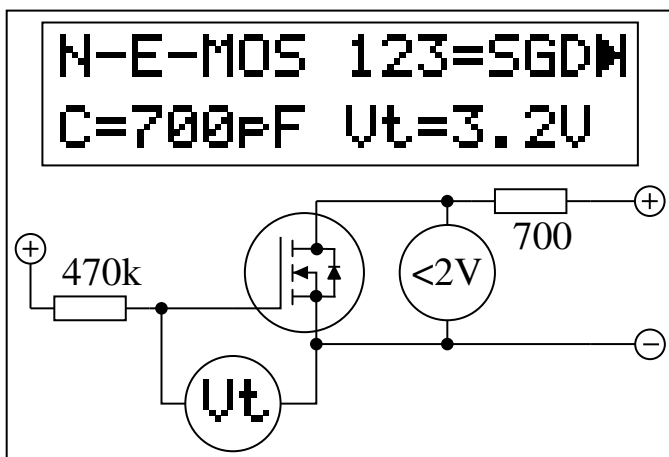 N-E-MOS 123=SGD
C=700pF Vt=3.2V
+
700
+
470k
<2V
−
Vt